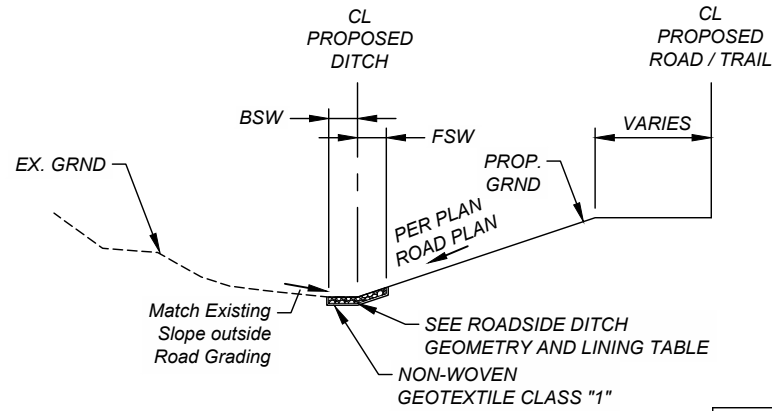 CL
PROPOSED
DITCH
CL
PROPOSED
ROAD / TRAIL
BSW
FSW
VARIES
EX. GRND
PROP.
GRND
PER PLAN
ROAD PLAN
Match Existing
Slope outside
Road Grading
SEE ROADSIDE DITCH
GEOMETRY AND LINING TABLE
NON-WOVEN
GEOTEXTILE CLASS "1"